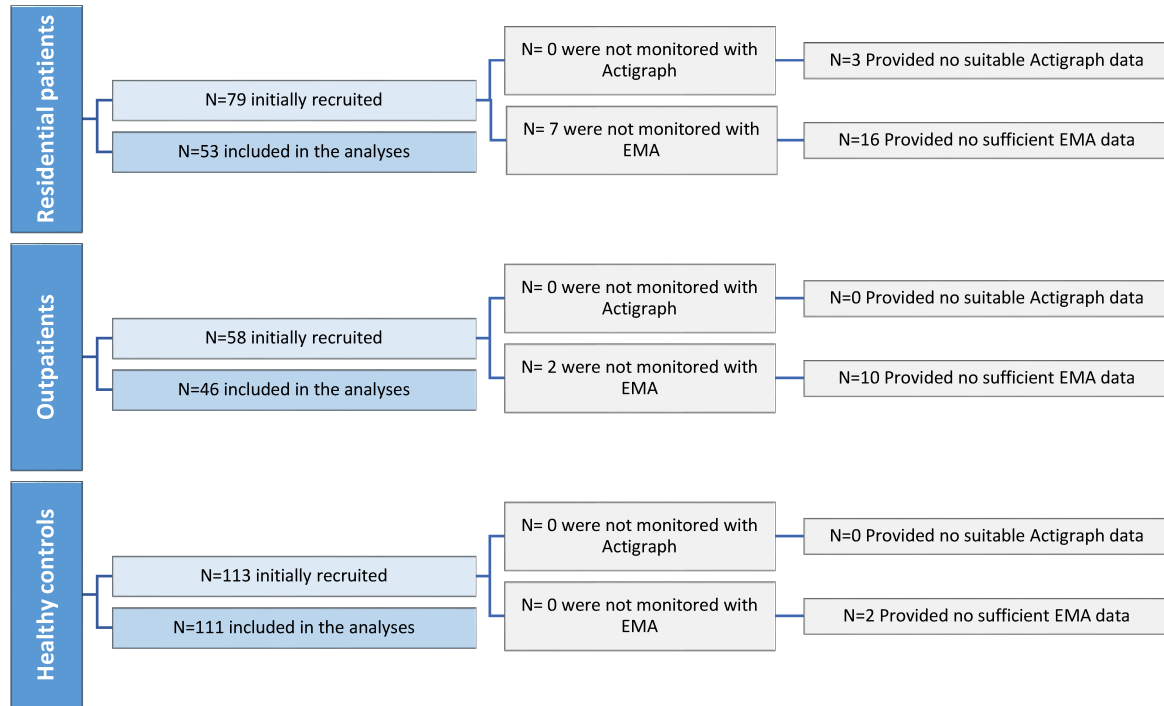 Residential patients
N=79 initially recruited
N=53 included in the analyses
N= 0 were not monitored with
Actigraph
N= 7 were not monitored with
EMA
N=3 Provided no suitable Actigraph data
N=16 Provided no sufficient EMA data
Outpatients
N=58 initially recruited
N=46 included in the analyses
N= 0 were not monitored with
Actigraph
N= 2 were not monitored with
EMA
N=0 Provided no suitable Actigraph data
N=10 Provided no sufficient EMA data
Healthy controls
N=113 initially recruited
N=111 included in the analyses
N= 0 were not monitored with
Actigraph
N= 0 were not monitored with
EMA
N=0 Provided no suitable Actigraph data
N=2 Provided no sufficient EMA data